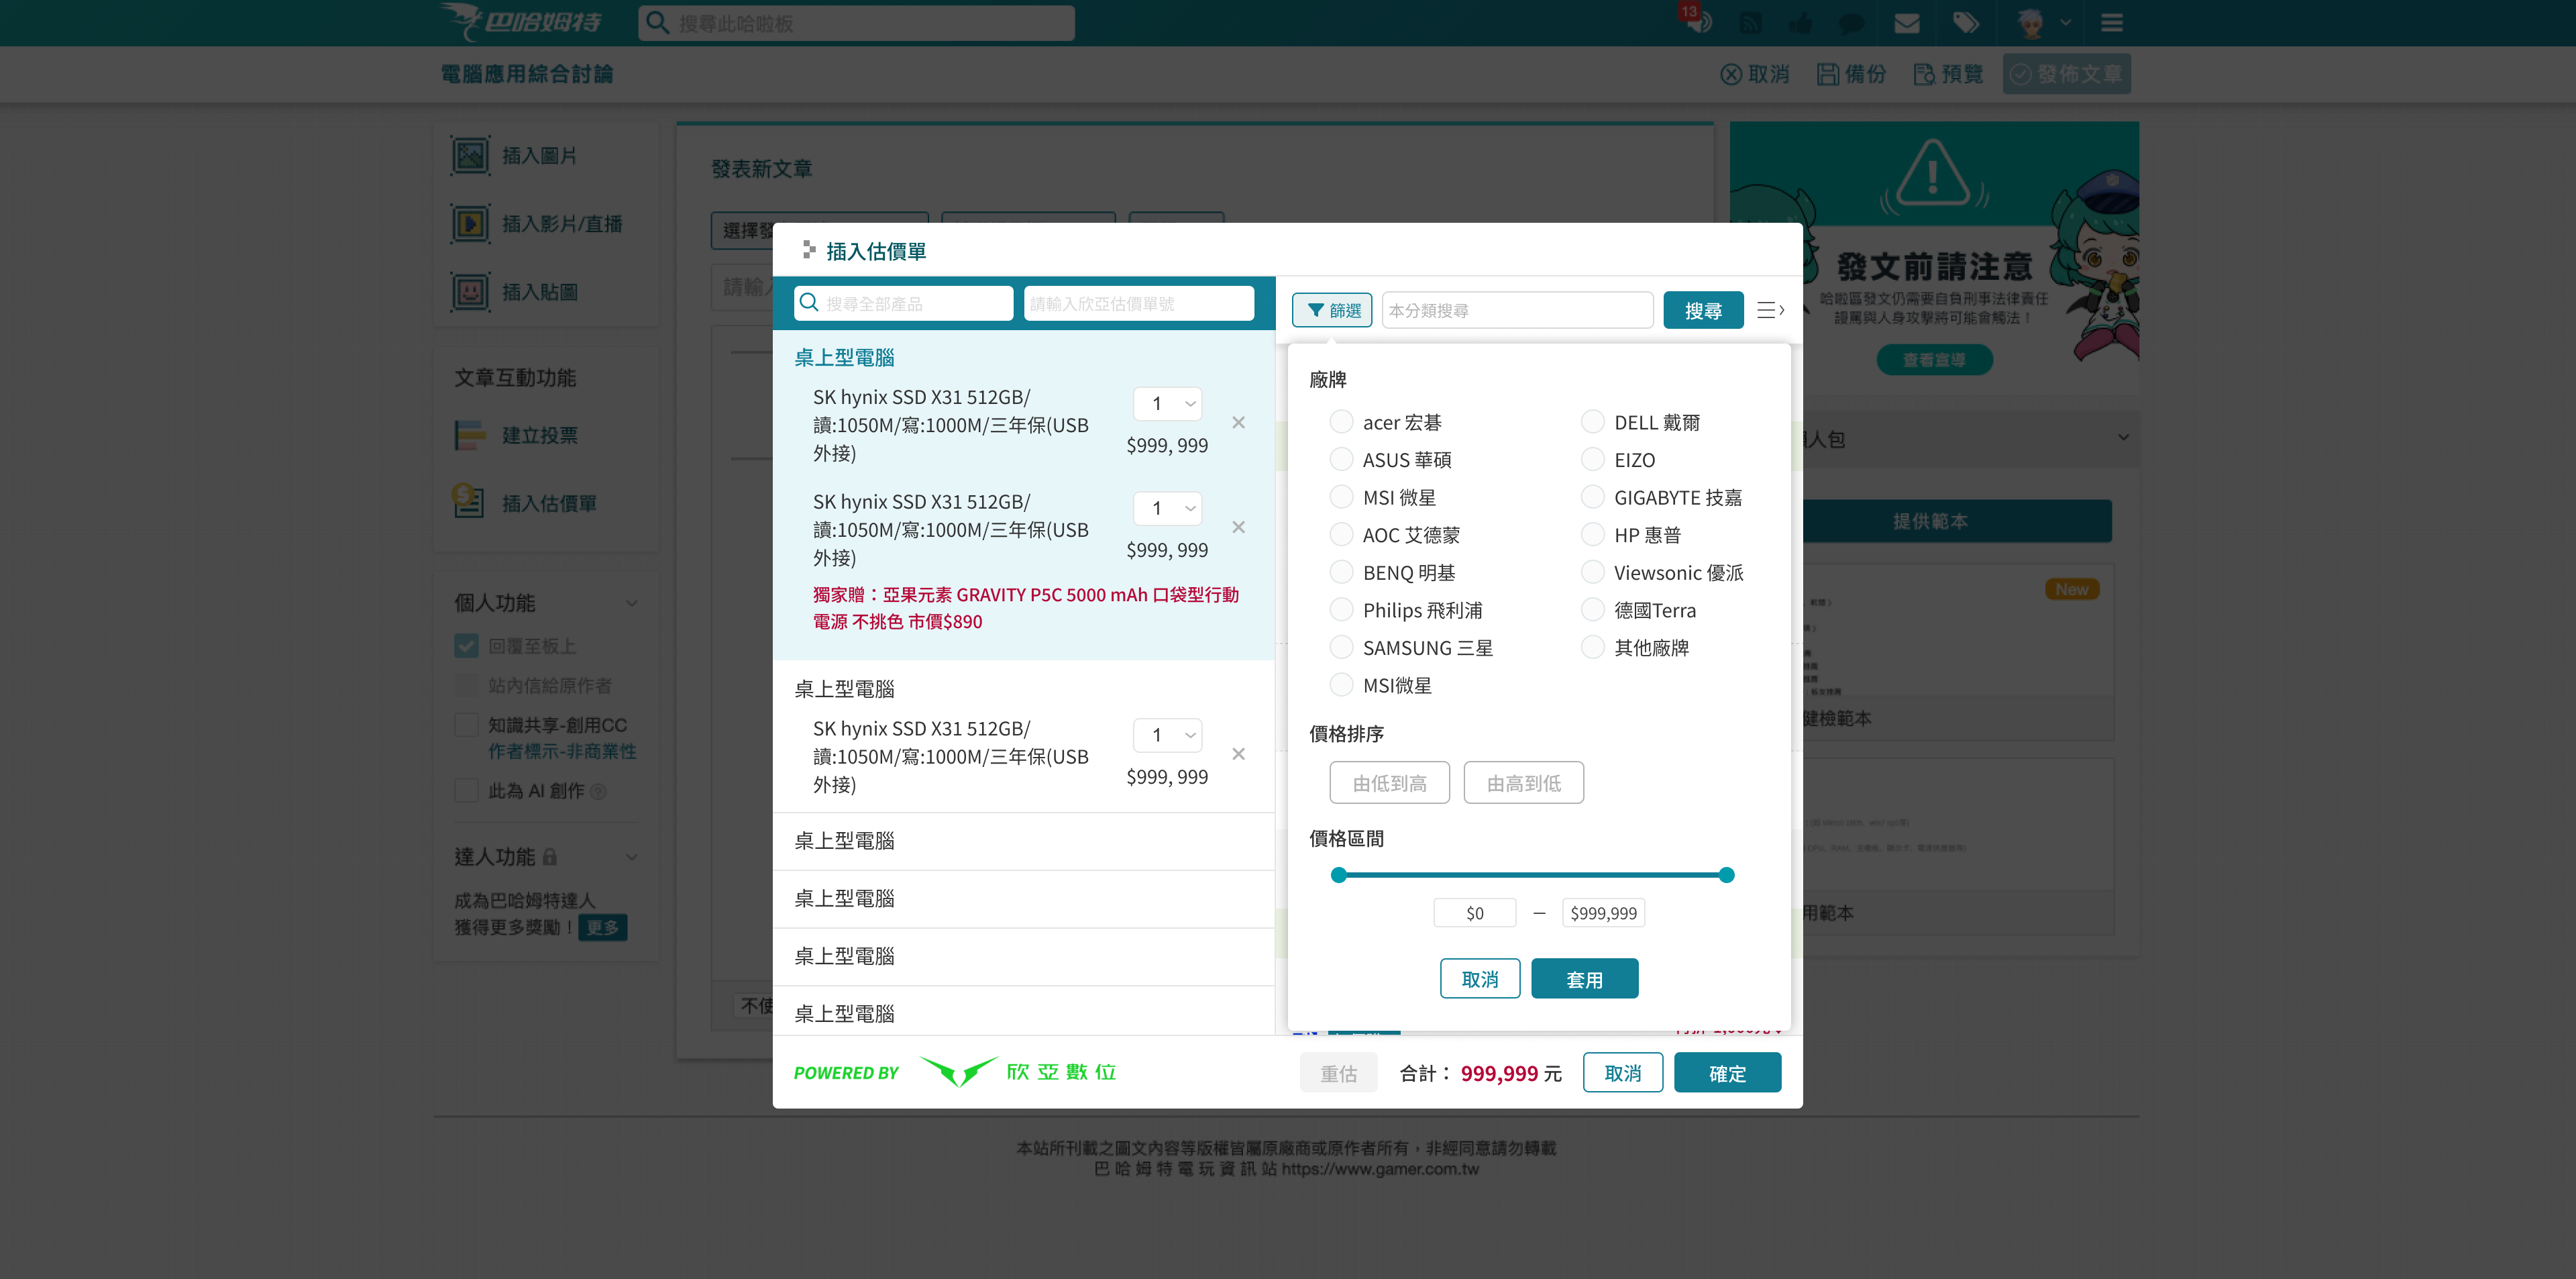 巴哈姆特
搜尋此哈啦板
13
電腦應用綜合討論
取消
備份
預覽
發佈文章
插入圖片
插入影片/直播
插入貼圖
文章互動功能
建立投票
插入估價單
個人功能
回覆至板上
站內信給原作者
知識共享-創用CC
作者標示-非商業性
此為 AI 創作
達人功能
成為巴哈姆特達人
獲得更多獎勵！ 更多
發表新文章
選擇發
請輸入
不使
插入估價單
搜尋全部產品
請輸入欣亞估價單號
桌上型電腦
SK hynix SSD X31 512GB/
讀:1050M/寫:1000M/三年保(USB
外接)
1
$999, 999
SK hynix SSD X31 512GB/
讀:1050M/寫:1000M/三年保(USB
外接)
1
$999, 999
獨家贈：亞果元素 GRAVITY P5C 5000 mAh 口袋型行動
電源 不挑色 市價$890
桌上型電腦
SK hynix SSD X31 512GB/
讀:1050M/寫:1000M/三年保(USB
外接)
1
$999, 999
桌上型電腦
桌上型電腦
桌上型電腦
桌上型電腦
篩選
本分類搜尋
搜尋
廠牌
acer 宏碁
DELL 戴爾
ASUS 華碩
EIZO
MSI 微星
GIGABYTE 技嘉
AOC 艾德蒙
HP 惠普
BENQ 明基
Viewsonic 優派
Philips 飛利浦
德國Terra
SAMSUNG 三星
其他廠牌
MSI微星
價格排序
由低到高
由高到低
價格區間
$0
–
$999,999
取消
套用
POWERED BY
欣亞數位
重估
合計： 999,999 元
取消
確定
發文前請注意
哈啦區發文仍需要自負刑事法律責任
謾罵與人身攻擊將可能會觸法！
查看宣導
人包
提供範本
New
健檢範本
用範本
本站所刊載之圖文內容等版權皆屬原廠商或原作者所有，非經同意請勿轉載
巴哈姆特電玩資訊站 https://www.gamer.com.tw